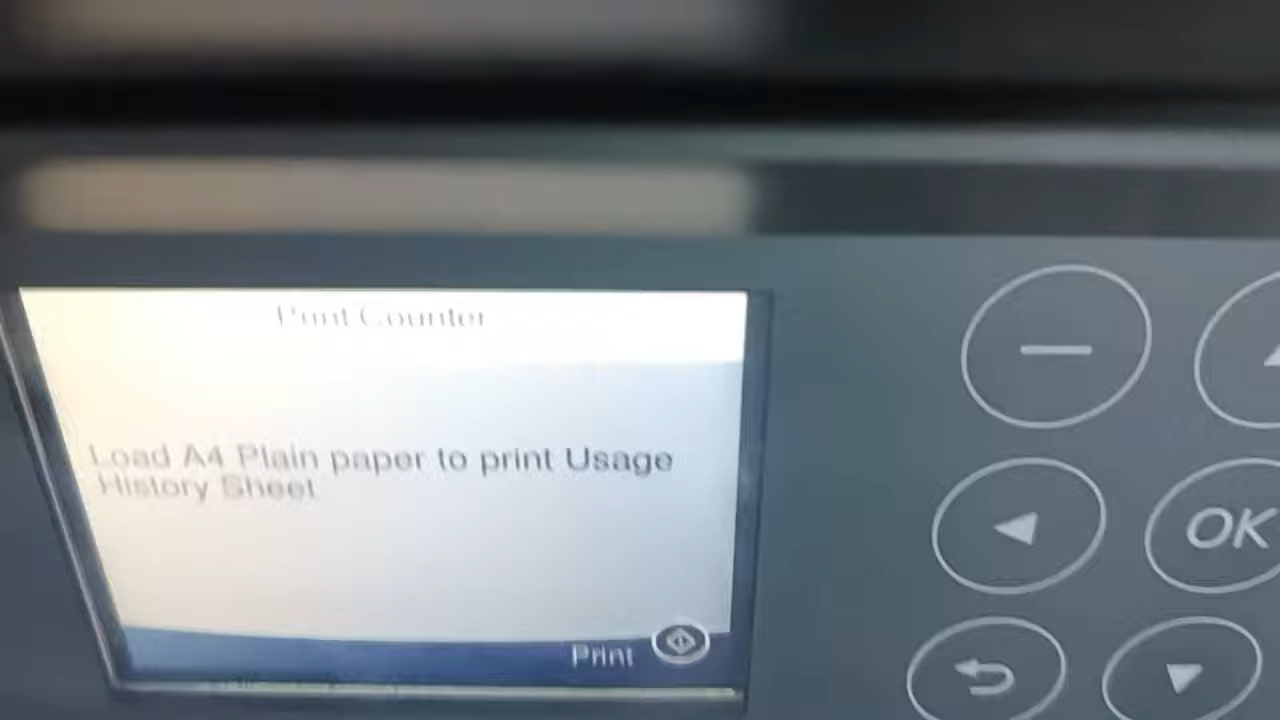 Print Counter
Load A4 Plain paper to print Usage
History Sheet
Print
OK